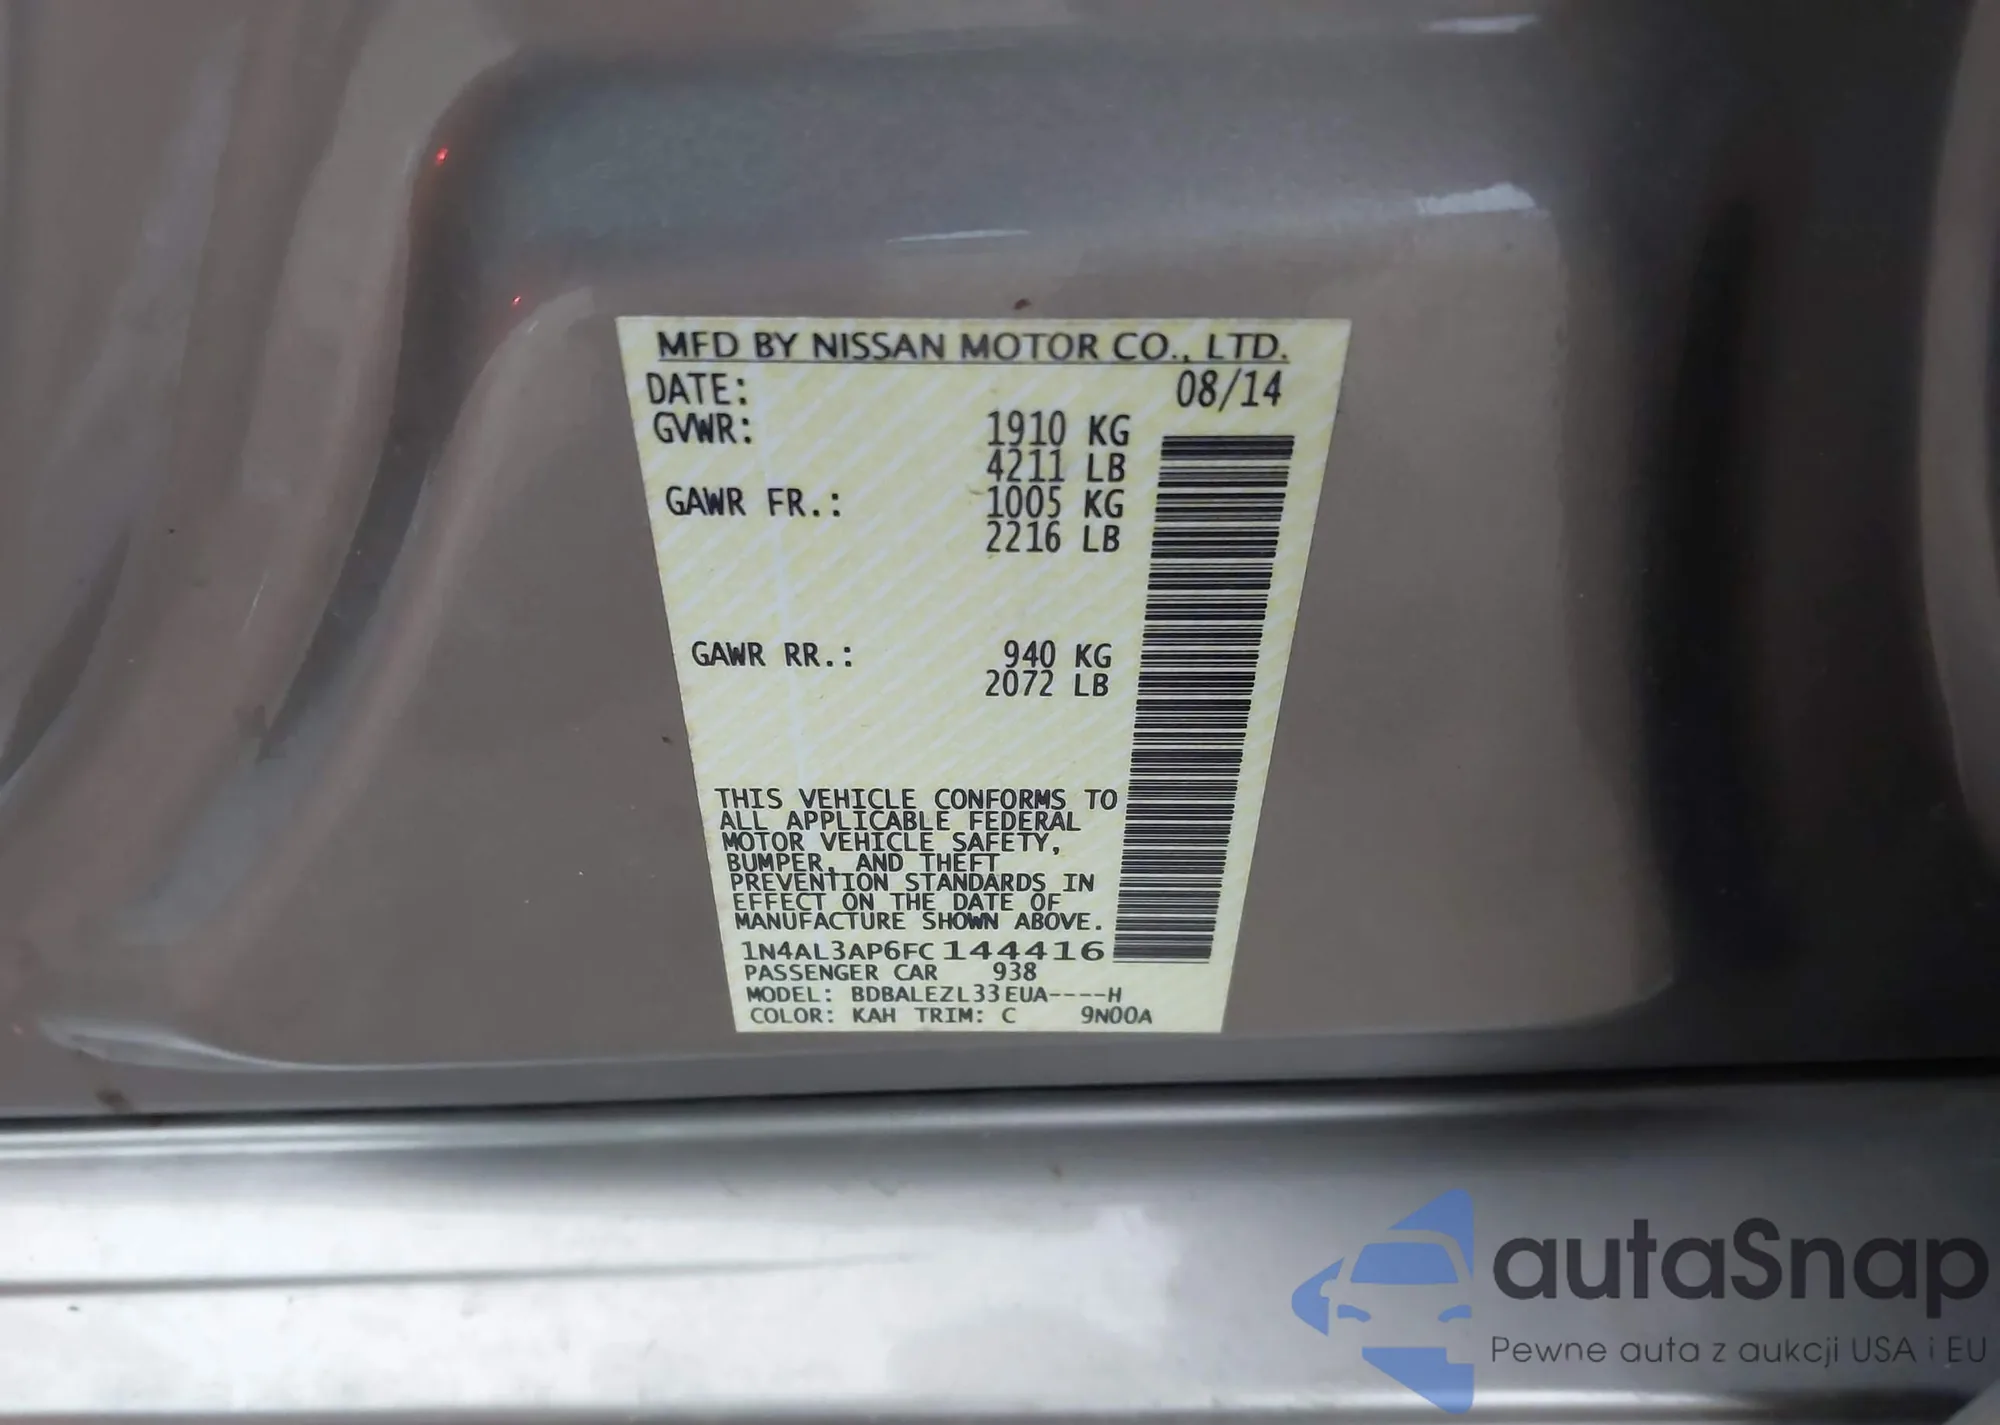 MFD BY NISSAN MOTOR CO., LTD.
DATE: 08/14
GVWR: 1910 KG
4211 LB
GAWR FR.: 1005 KG
2216 LB
GAWR RR.: 940 KG
2072 LB
THIS VEHICLE CONFORMS TO
ALL APPLICABLE FEDERAL
MOTOR VEHICLE SAFETY,
BUMPER, AND THEFT
PREVENTION STANDARDS IN
EFFECT ON THE DATE OF
MANUFACTURE SHOWN ABOVE.
1N4AL3AP6FC144416
PASSENGER CAR 938
MODEL: BDBALEZL33EUA----H
COLOR: KAH TRIM: C 9N00A
autaSnap
Pewne auta z aukcji USA i EU